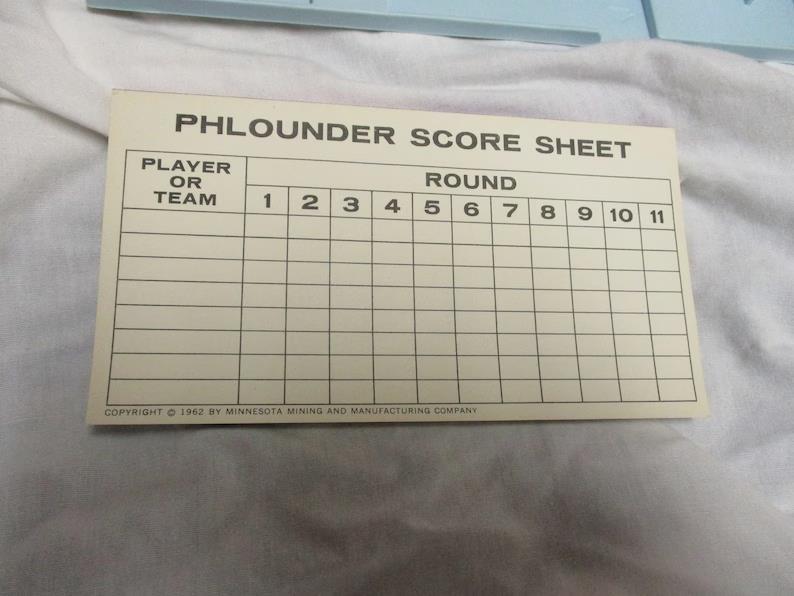 PHLOUNDER SCORE SHEET
PLAYER
OR
TEAM
ROUND
1 2 3 4 5 6 7 8 9 10 11
COPYRIGHT © 1962 BY MINNESOTA MINING AND MANUFACTURING COMPANY